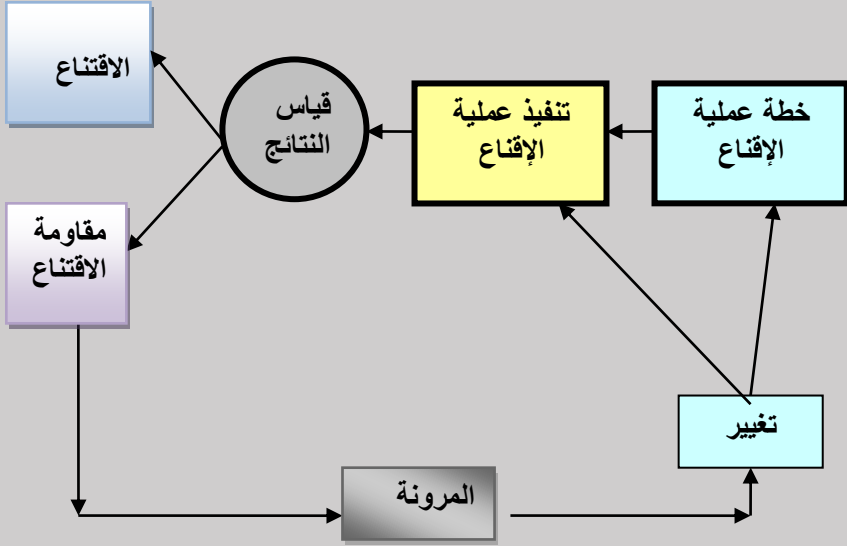 خطة عملية
الإقناع
تنفيذ عملية
الإقناع
قياس
النتائج
الاقتناع
مقاومة
الاقتناع
المرونة
تغيير